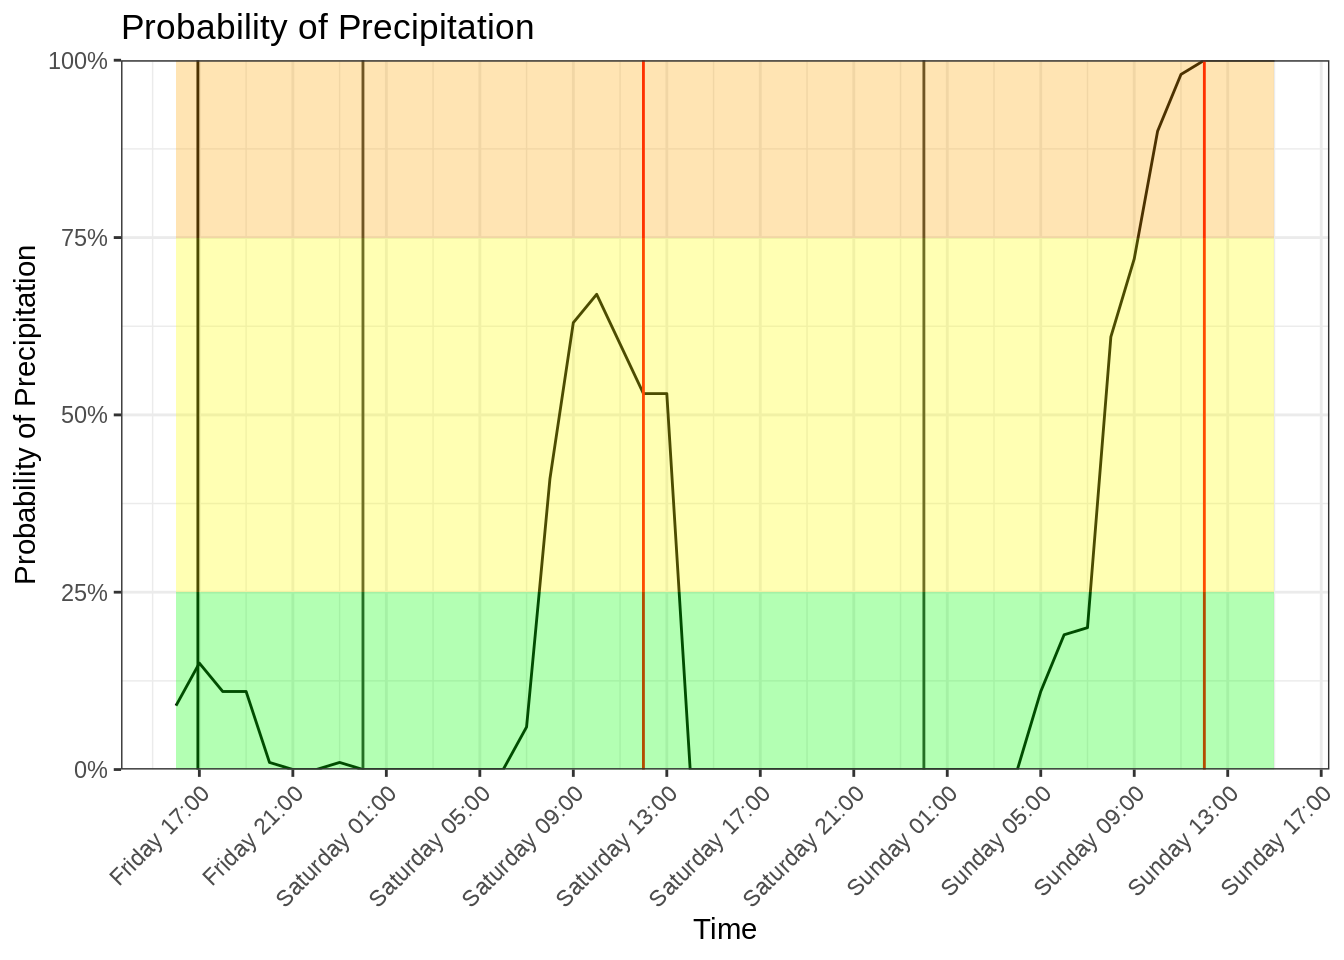 Probability of Precipitation
Probability of Precipitation
100%
75%
50%
25%
0%
Friday 17:00
Friday 21:00
Saturday 01:00
Saturday 05:00
Saturday 09:00
Saturday 13:00
Saturday 17:00
Saturday 21:00
Sunday 01:00
Sunday 05:00
Sunday 09:00
Sunday 13:00
Sunday 17:00
Time